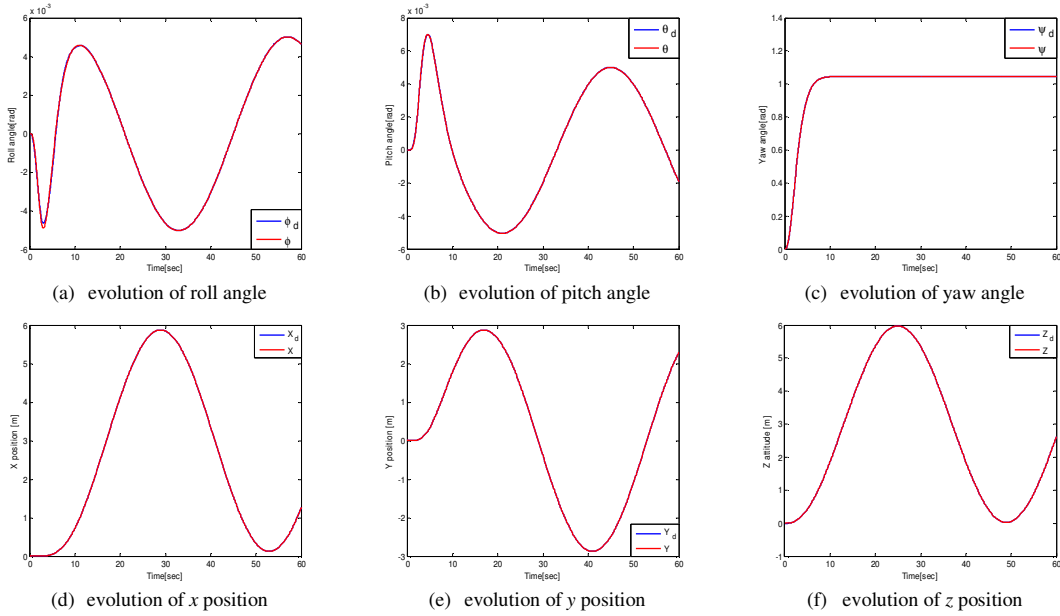 x 10⁻³
6
4
2
0
-2
-4
-6
0 10 20 30 40 50 60
Roll angle[rad]
Time[sec]
ϕ d
ϕ
(a) evolution of roll angle
x 10⁻³
8
6
4
2
0
-2
-4
-6
0 10 20 30 40 50 60
Pitch angle[rad]
Time[sec]
θ d
θ
(b) evolution of pitch angle
1.4
1.2
1
0.8
0.6
0.4
0.2
0
0 10 20 30 40 50 60
Yaw angle[rad]
Time[sec]
ψ d
ψ
(c) evolution of yaw angle
6
5
4
3
2
1
0
0 10 20 30 40 50 60
X position [m]
Time[sec]
X d
X
(d) evolution of x position
3
2
1
0
-1
-2
-3
0 10 20 30 40 50 60
Y position [m]
Time[sec]
Y d
Y
(e) evolution of y position
6
5
4
3
2
1
0
-1
0 10 20 30 40 50 60
Z attitude [m]
Time[sec]
Z d
Z
(f) evolution of z position